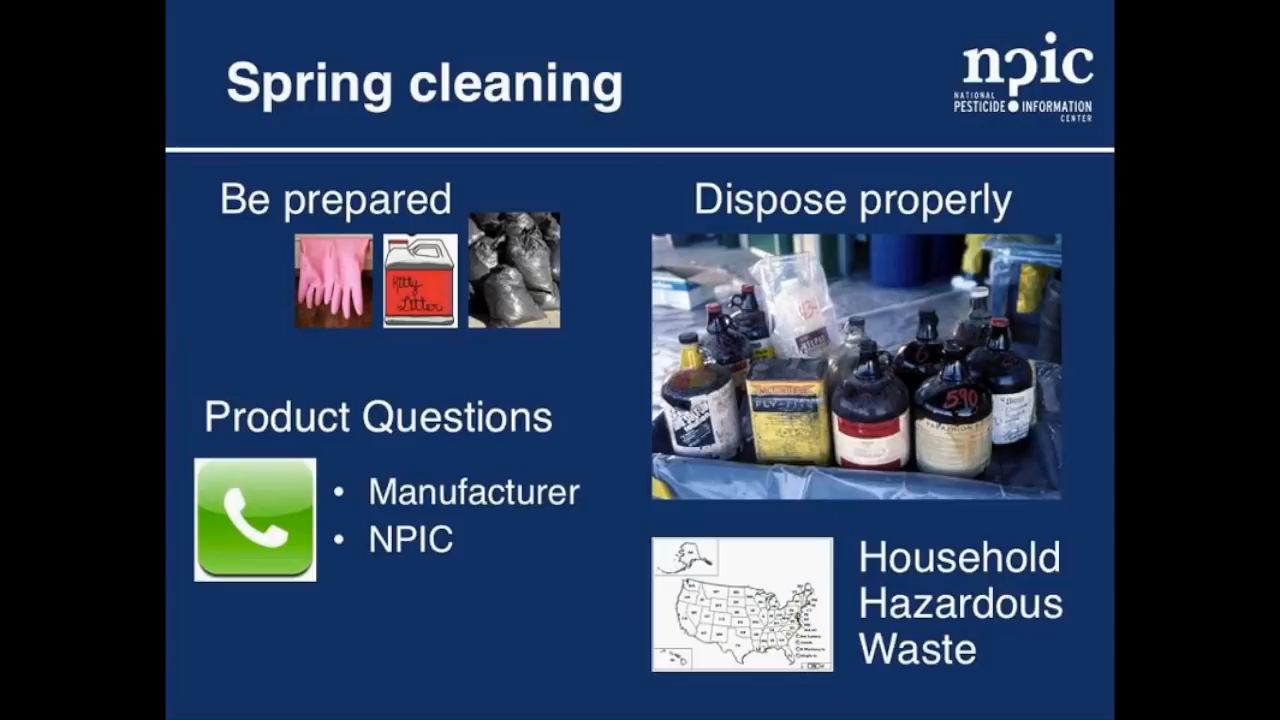 Spring cleaning
npic
NATIONAL
PESTICIDE INFORMATION
CENTER
Be prepared
Kitty
Litter
Dispose properly
Product Questions
• Manufacturer
• NPIC
590
Household
Hazardous
Waste